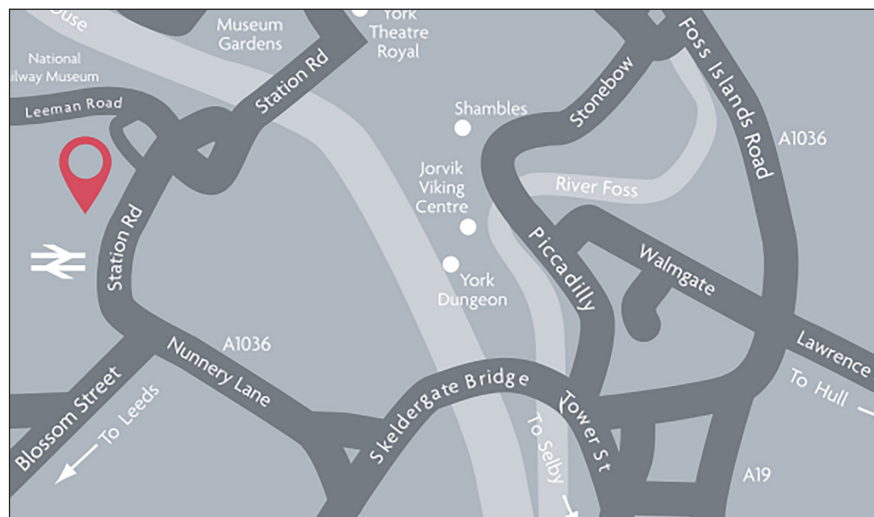 ouse
Museum
Gardens
York
Theatre
Royal
National
ilway Museum
Leeman Road
Station Rd
Shambles
Stonebow
Foss Islands Road
A1036
Jorvik
Viking
Centre
River Foss
Station Rd
Piccadilly
Walmgate
York
Dungeon
A1036
Nunnery Lane
Lawrence
To Hull
Blossom Street
To Leeds
Skeldergate Bridge
Tower St
To Selby
A19